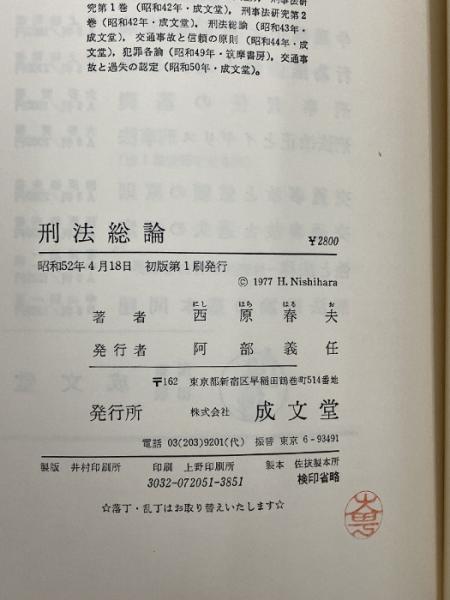 究第1巻(昭和42年・成文堂),刑事法研究第2
巻(昭和42年・成文堂),刑法総論(昭和43年・
成文堂),交通事故と信頼の原則(昭和44年・成
文堂),犯罪各論(昭和49年・筑摩書房),交通事
故と過失の認定(昭和50年・成文堂)。
刑法総論 ¥2800
昭和52年4月18日 初版第1刷発行
© 1977 H. Nishihara
にし はら はる お
著者 西原春夫
発行者 阿部義任
〒162 東京都新宿区早稲田鶴巻町514番地
発行所 株式会社 成文堂
電話 03(203)9201(代) 振替 東京 6-93491
製版 井村印刷所 印刷 上野印刷所 製本 佐抜製本所
3032-072051-3851 検印省略
☆落丁・乱丁はお取り替えいたします☆